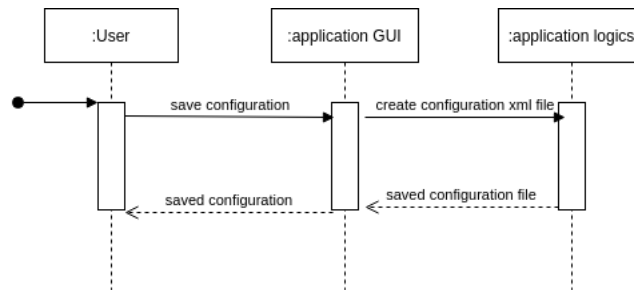 :User
:application GUI
:application logics
save configuration
create configuration xml file
saved configuration
saved configuration file